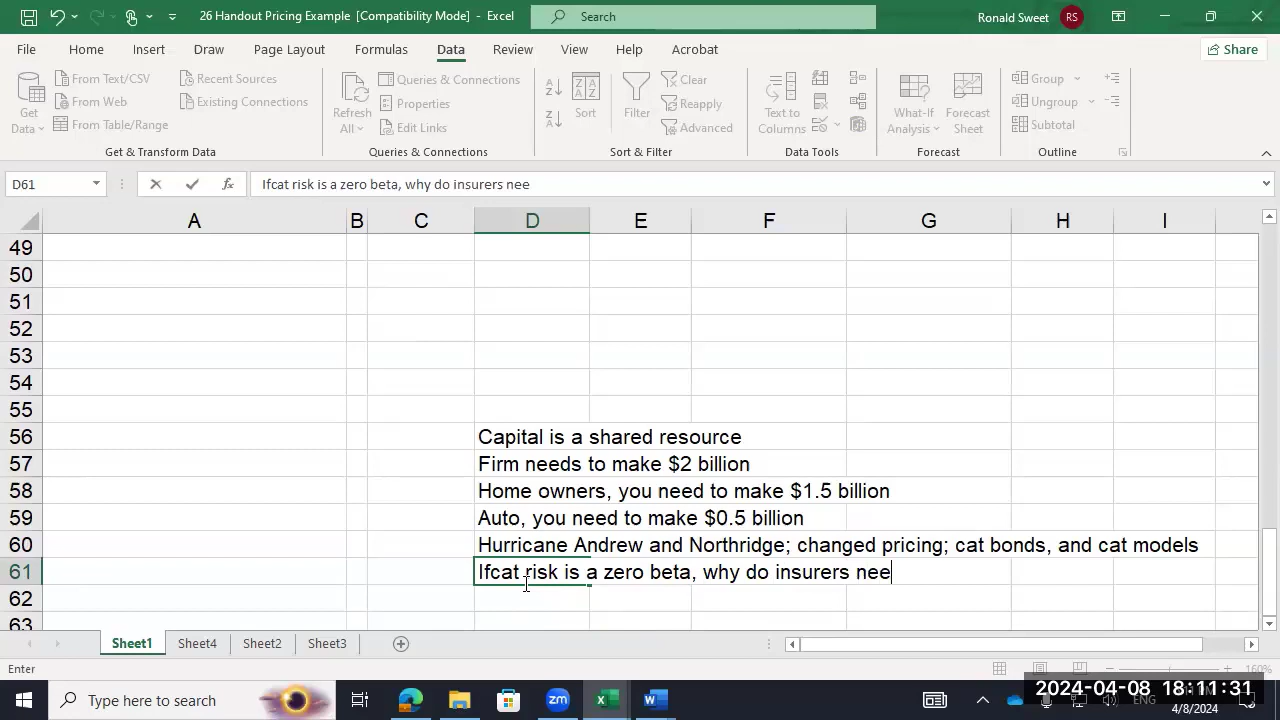 26 Handout Pricing Example [Compatibility Mode] - Excel
Search
Ronald Sweet RS
File Home Insert Draw Page Layout Formulas Data Review View Help Acrobat Share
Get Data
From Text/CSV
From Web
From Table/Range
Recent Sources
Existing Connections
Get & Transform Data
Refresh All
Queries & Connections
Properties
Edit Links
Queries & Connections
Sort
Filter
Clear
Reapply
Advanced
Sort & Filter
Text to Columns
Data Tools
What-If Analysis
Forecast Sheet
Forecast
Group
Ungroup
Subtotal
Outline
D61
fx
Ifcat risk is a zero beta, why do insurers nee
A B C D E F G H I
49
50
51
52
53
54
55
56 Capital is a shared resource
57 Firm needs to make $2 billion
58 Home owners, you need to make $1.5 billion
59 Auto, you need to make $0.5 billion
60 Hurricane Andrew and Northridge; changed pricing; cat bonds, and cat models
61 Ifcat risk is a zero beta, why do insurers nee
62
63
Sheet1 Sheet4 Sheet2 Sheet3
Enter
160%
Type here to search
zm
ENG
2024-04-08 18:11:31
4/8/2024